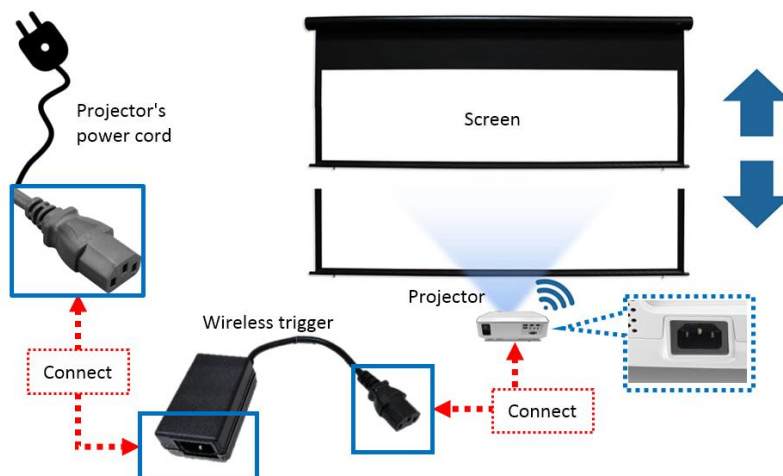 Projector's
power cord
Screen
Projector
Wireless trigger
Connect
Connect